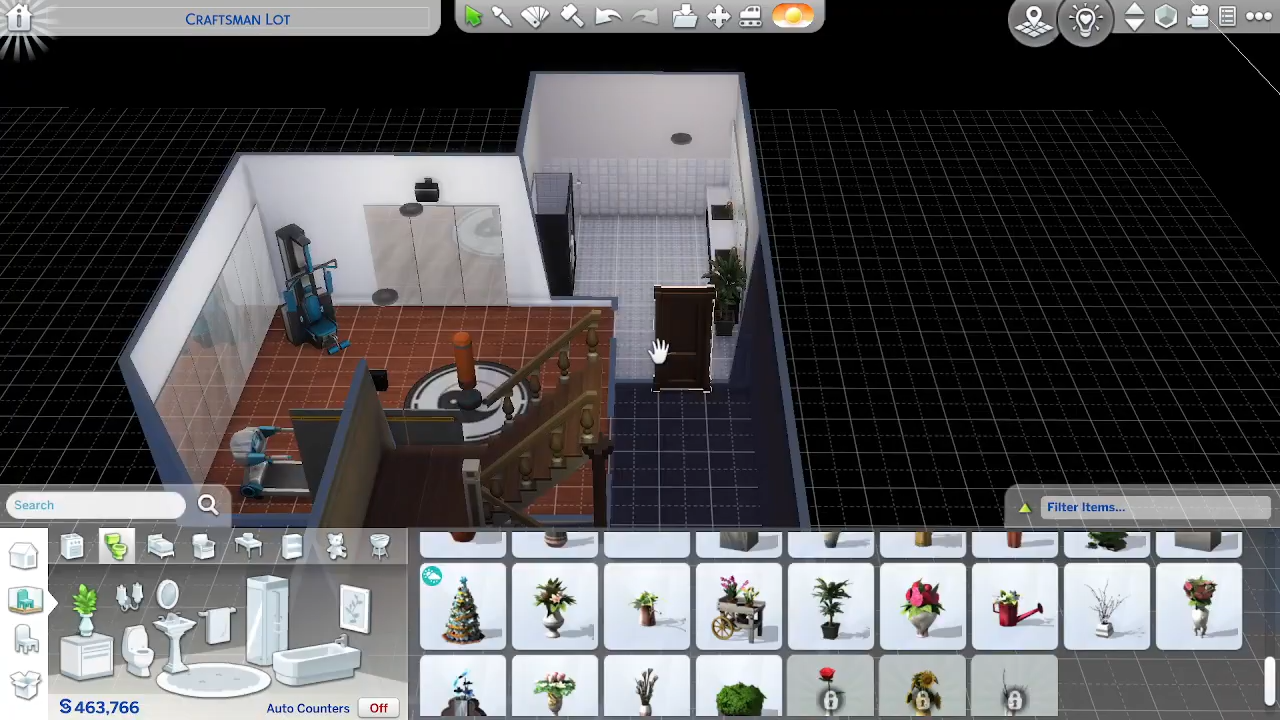 CRAFTSMAN LOT
Search
Filter Items...
§463,766
Auto Counters
Off